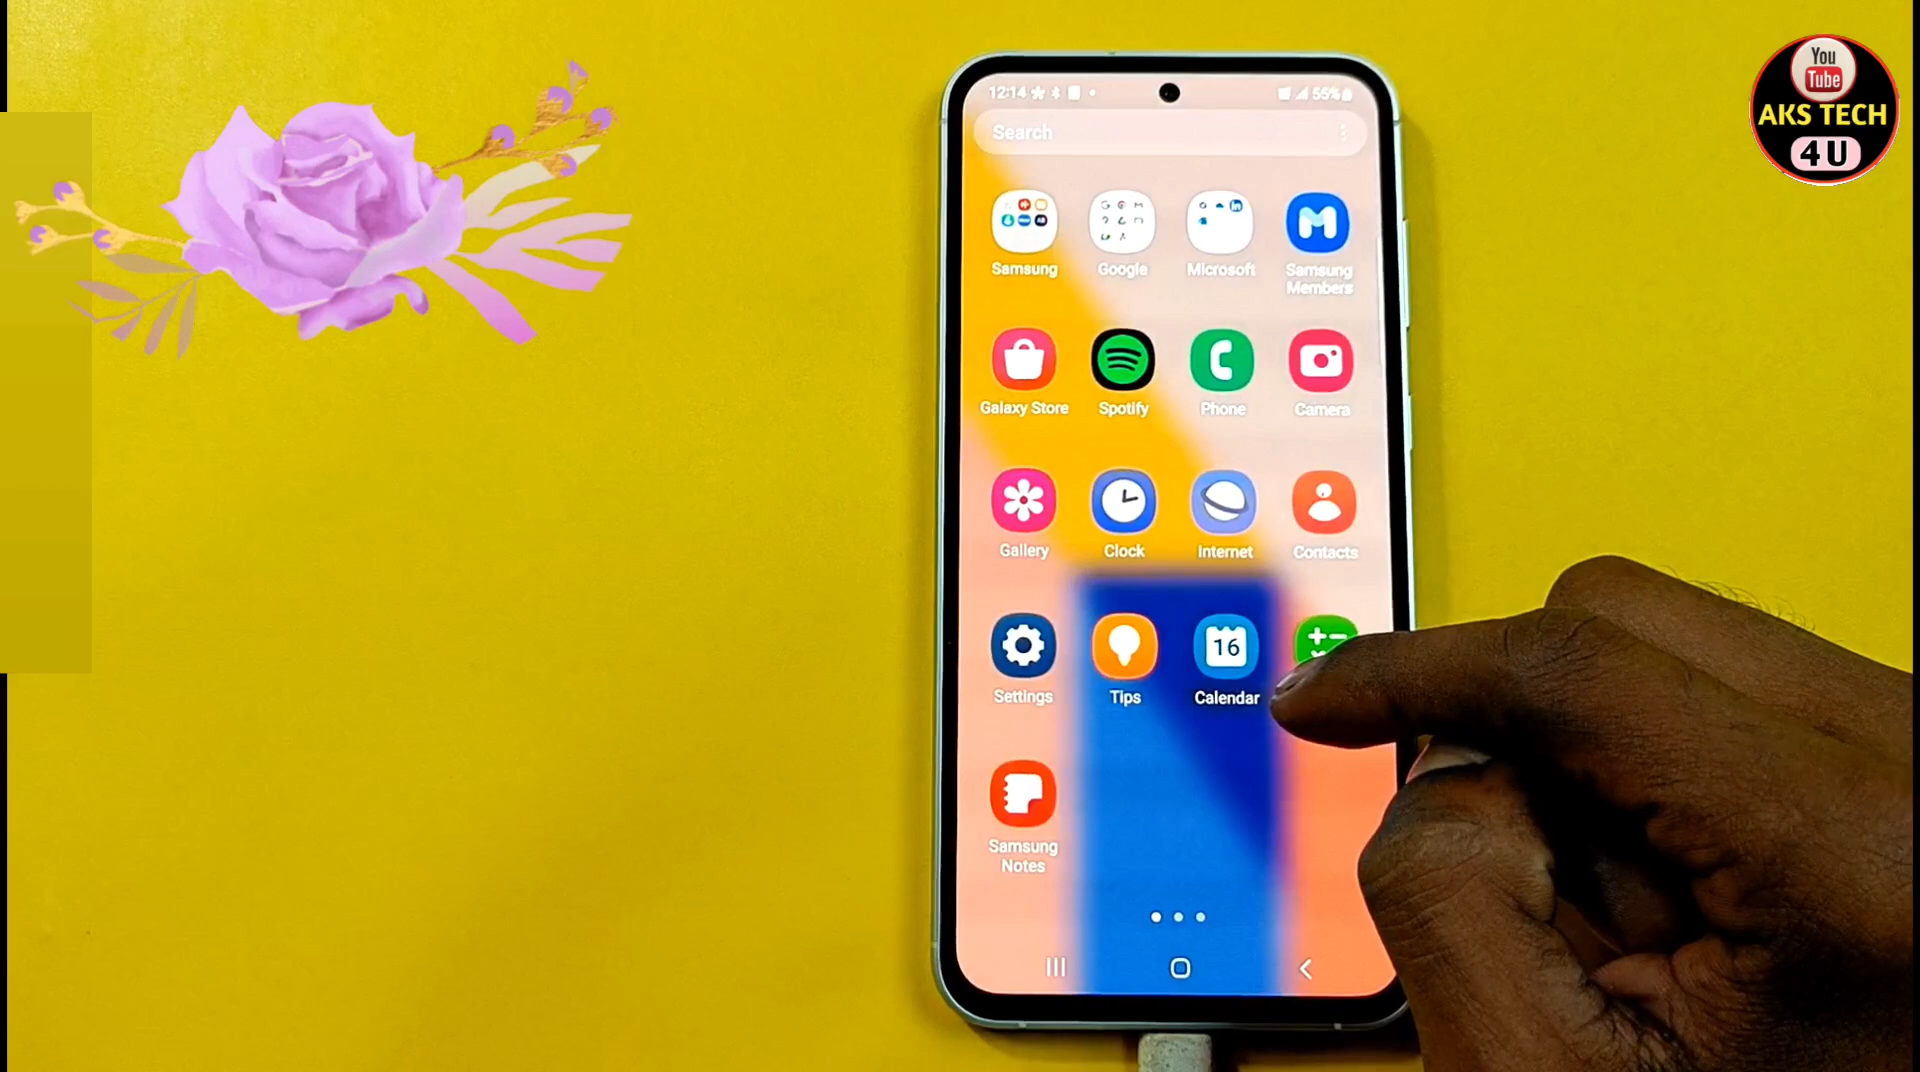 You
Tube
AKS TECH
4 U
12:14
55%
Search
Samsung
Google
Microsoft
Samsung
Members
Galaxy Store
Spotify
Phone
Camera
Gallery
Clock
Internet
Contacts
16
Settings
Tips
Calendar
Samsung
Notes